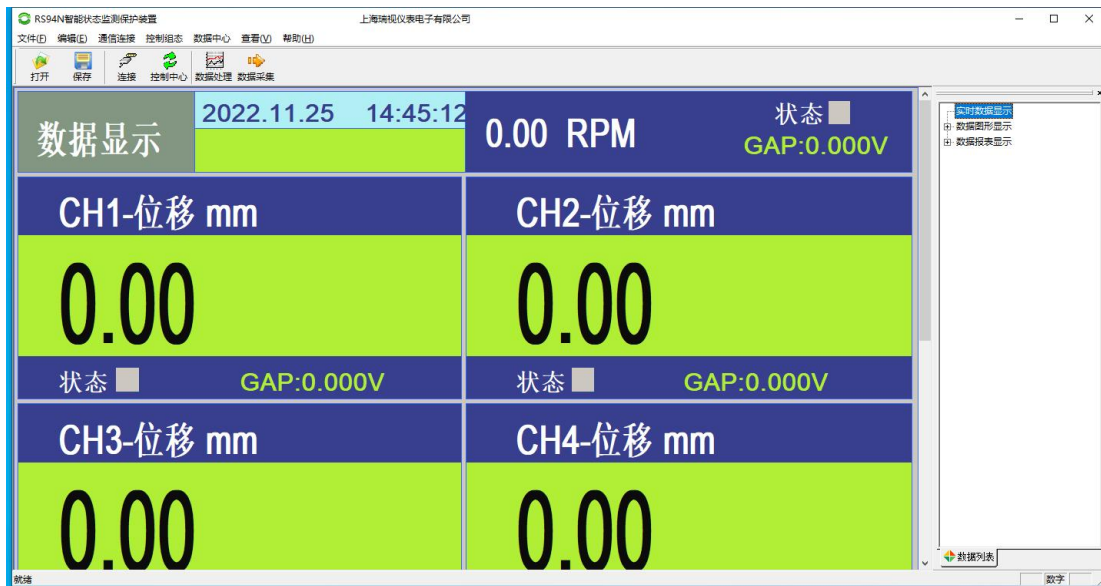 RS94N智能状态监测保护装置 上海瑞视仪表电子有限公司
文件(F) 编辑(E) 通信连接 控制组态 数据中心 查看(V) 帮助(H)
打开 保存 连接 控制中心 数据处理 数据采集
数据显示
2022.11.25 14:45:12
0.00 RPM
状态
GAP:0.000V
CH1-位移 mm
0.00
状态 GAP:0.000V
CH2-位移 mm
0.00
状态 GAP:0.000V
CH3-位移 mm
0.00
CH4-位移 mm
0.00
实时数据显示
数据图形显示
数据报表显示
数据列表
就绪
数字